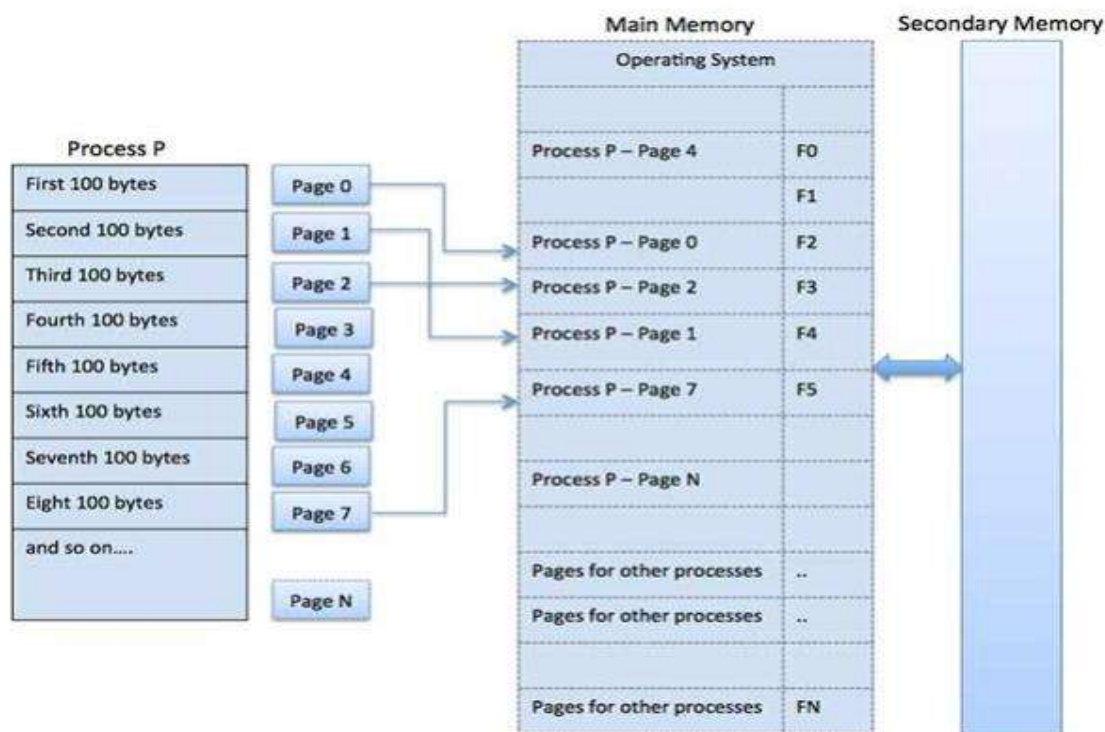 Main Memory
Secondary Memory
Operating System
Process P
First 100 bytes
Second 100 bytes
Third 100 bytes
Fourth 100 bytes
Fifth 100 bytes
Sixth 100 bytes
Seventh 100 bytes
Eight 100 bytes
and so on....
Page 0
Page 1
Page 2
Page 3
Page 4
Page 5
Page 6
Page 7
Page N
Process P – Page 4 F0
F1
Process P – Page 0 F2
Process P – Page 2 F3
Process P – Page 1 F4
Process P – Page 7 F5
Process P – Page N
Pages for other processes ..
Pages for other processes ..
Pages for other processes FN